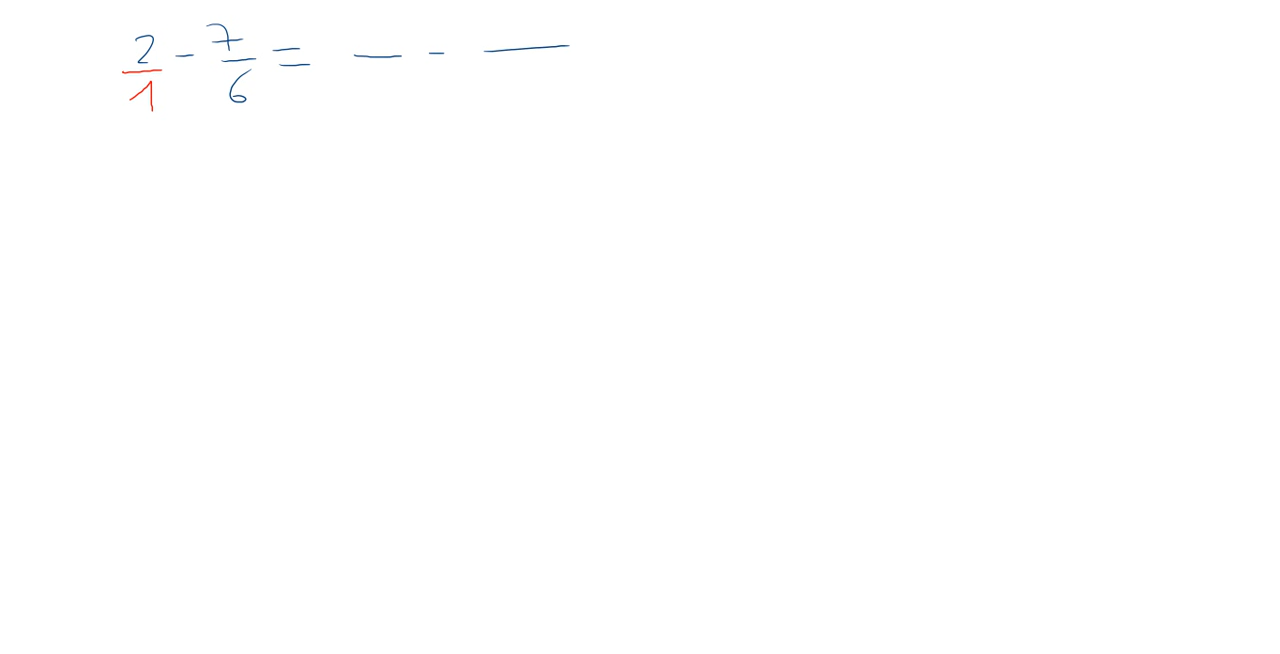 2/1 - 7/6 = — - —